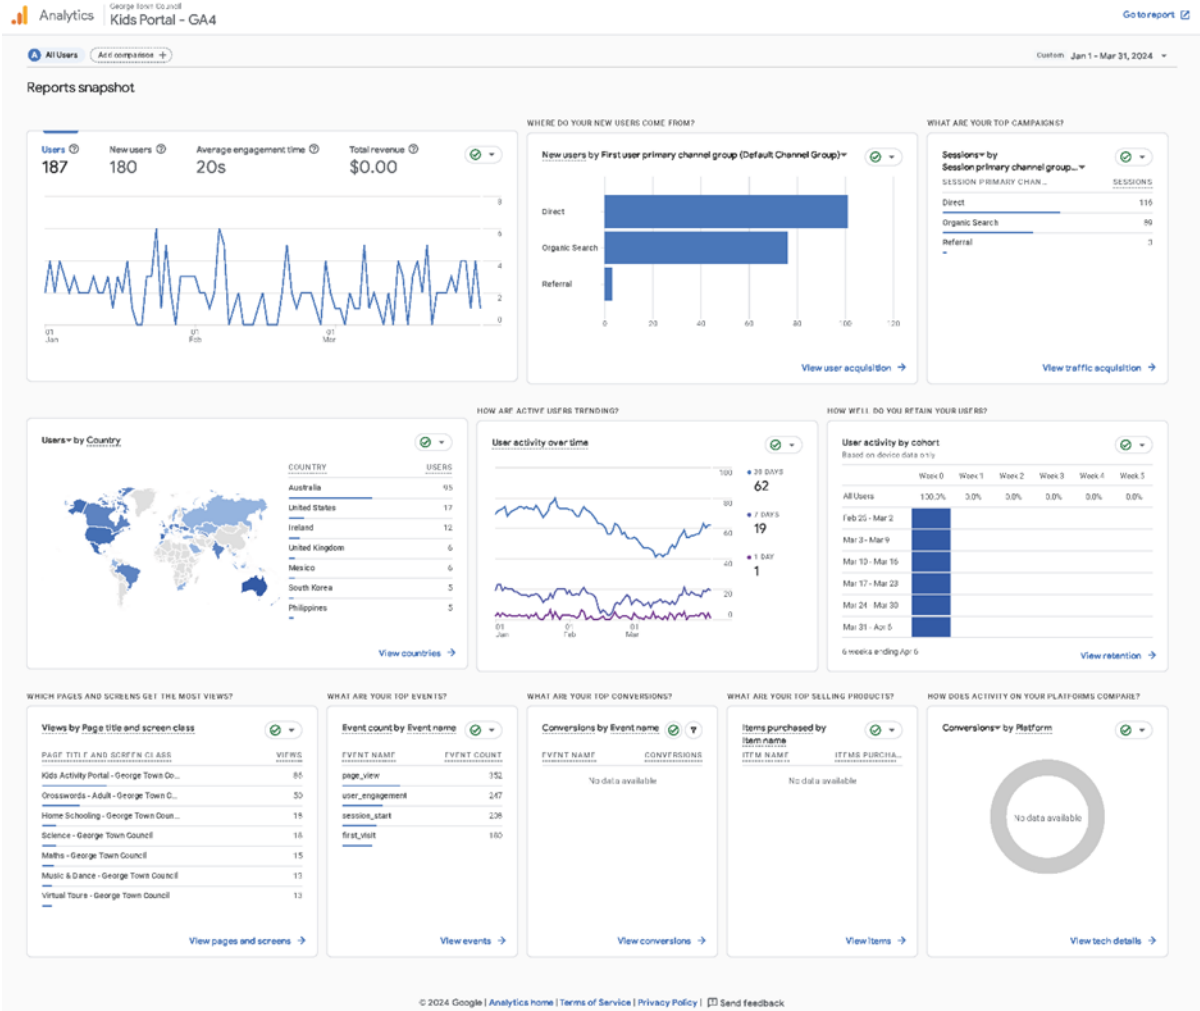 George Town Council
Analytics
Kids Portal - GA4
Go to report
A All Users
Add comparison +
Custom Jan 1 - Mar 31, 2024
Reports snapshot
Users
187
New users
180
Average engagement time
20s
Total revenue
$0.00
8
6
4
2
0
01
Jan
01
Feb
01
Mar
WHERE DO YOUR NEW USERS COME FROM?
New users by First user primary channel group (Default Channel Group)
Direct
Organic Search
Referral
0 20 40 60 80 100 120
View user acquisition
WHAT ARE YOUR TOP CAMPAIGNS?
Sessions by
Session primary channel group...
SESSION PRIMARY CHAN... SESSIONS
Direct 116
Organic Search 89
Referral 3
View traffic acquisition
Users by Country
COUNTRY USERS
Australia 95
United States 17
Ireland 12
United Kingdom 6
Mexico 6
South Korea 5
Philippines 5
View countries
HOW ARE ACTIVE USERS TRENDING?
User activity over time
100
80
60
40
20
0
01
Jan
01
Feb
01
Mar
28 DAYS
62
7 DAYS
19
1 DAY
1
HOW WELL DO YOU RETAIN YOUR USERS?
User activity by cohort
Based on device data only
Week 0 Week 1 Week 2 Week 3 Week 4 Week 5
All Users 100.0% 0.0% 0.0% 0.0% 0.0%
Feb 25 - Mar 2
Mar 3 - Mar 9
Mar 10 - Mar 16
Mar 17 - Mar 23
Mar 24 - Mar 30
Mar 31 - Apr 6
6 weeks ending Apr 6
View retention
WHICH PAGES AND SCREENS GET THE MOST VIEWS?
Views by Page title and screen class
PAGE TITLE AND SCREEN CLASS VIEWS
Kids Activity Portal - George Town Co...
Crosswords - Adult - George Town C...
Home Schooling - George Town Coun...
Science - George Town Council 16
Maths - George Town Council 15
Music & Dance - George Town Council 13
Virtual Tours - George Town Council 13
View pages and screens
WHAT ARE YOUR TOP EVENTS?
Event count by Event name
EVENT NAME EVENT COUNT
page_view 352
user_engagement 247
session_start 208
first_visit 180
View events
WHAT ARE YOUR TOP CONVERSIONS?
Conversions by Event name
EVENT NAME CONVERSIONS
No data available
View conversions
WHAT ARE YOUR TOP SELLING PRODUCTS?
Items purchased by
Item name
ITEM NAME ITEMS PURCHA...
No data available
View items
HOW DOES ACTIVITY ON YOUR PLATFORMS COMPARE?
Conversions by Platform
No data available
View tech details
© 2024 Google | Analytics home | Terms of Service | Privacy Policy | Send feedback